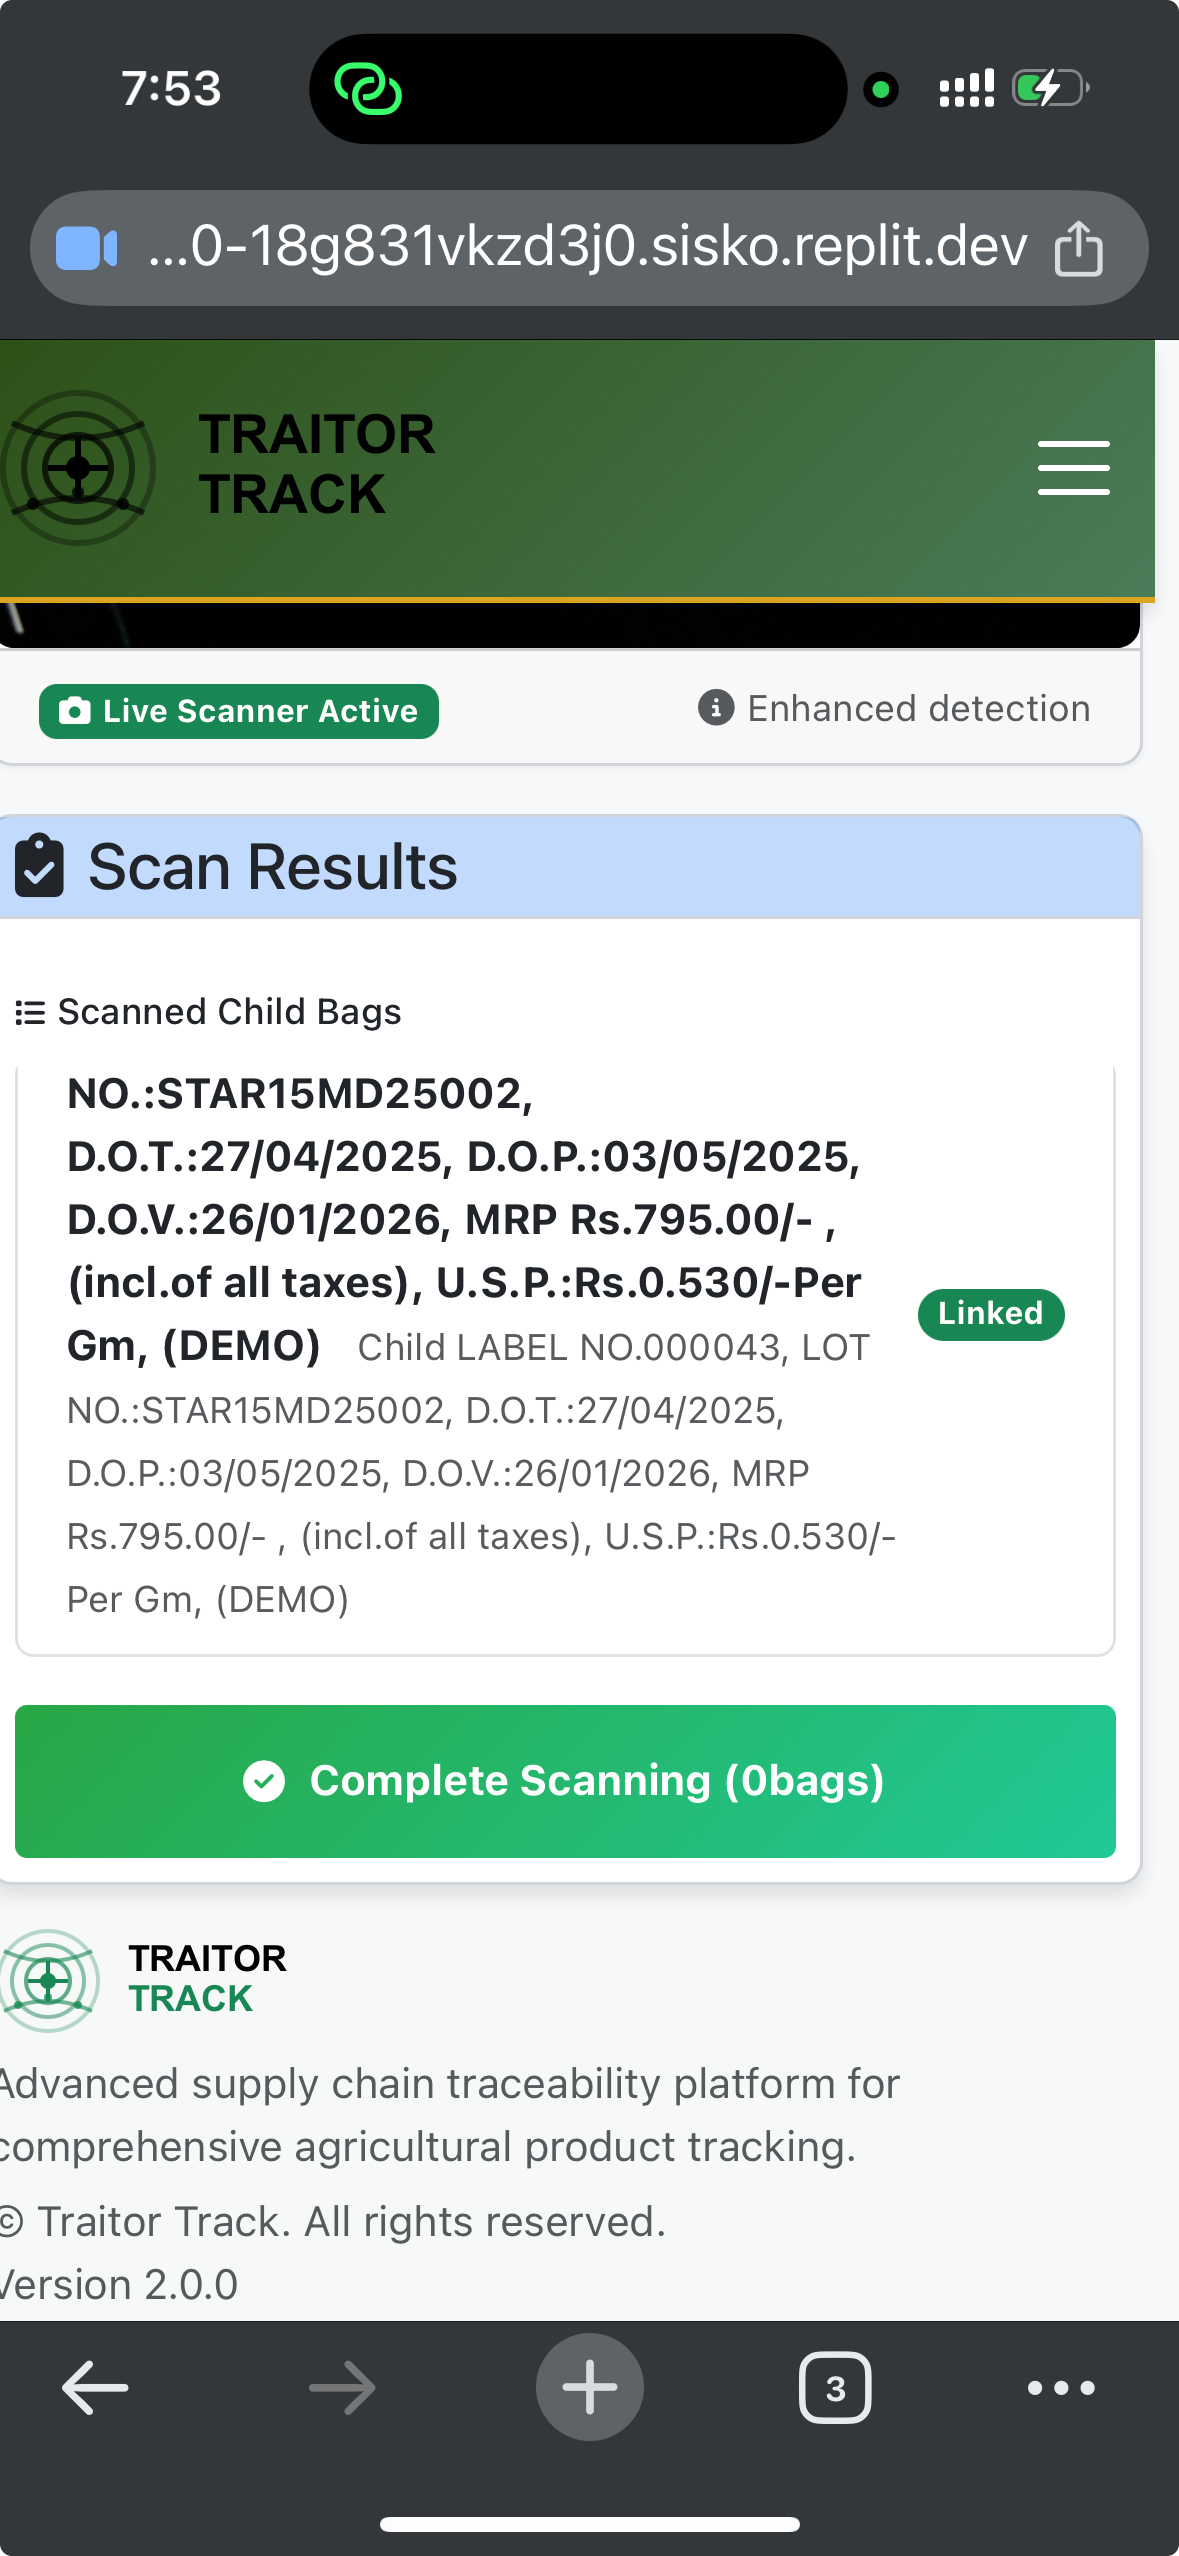 7:53
...0-18g831vkzd3j0.sisko.replit.dev
TRAITOR
TRACK
Live Scanner Active
Enhanced detection
Scan Results
Scanned Child Bags
NO.:STAR15MD25002,
D.O.T.:27/04/2025, D.O.P.:03/05/2025,
D.O.V.:26/01/2026, MRP Rs.795.00/- ,
(incl.of all taxes), U.S.P.:Rs.0.530/-Per
Gm, (DEMO) Child LABEL NO.000043, LOT
Linked
NO.:STAR15MD25002, D.O.T.:27/04/2025,
D.O.P.:03/05/2025, D.O.V.:26/01/2026, MRP
Rs.795.00/- , (incl.of all taxes), U.S.P.:Rs.0.530/-
Per Gm, (DEMO)
Complete Scanning (0bags)
TRAITOR
TRACK
Advanced supply chain traceability platform for
comprehensive agricultural product tracking.
© Traitor Track. All rights reserved.
Version 2.0.0
3